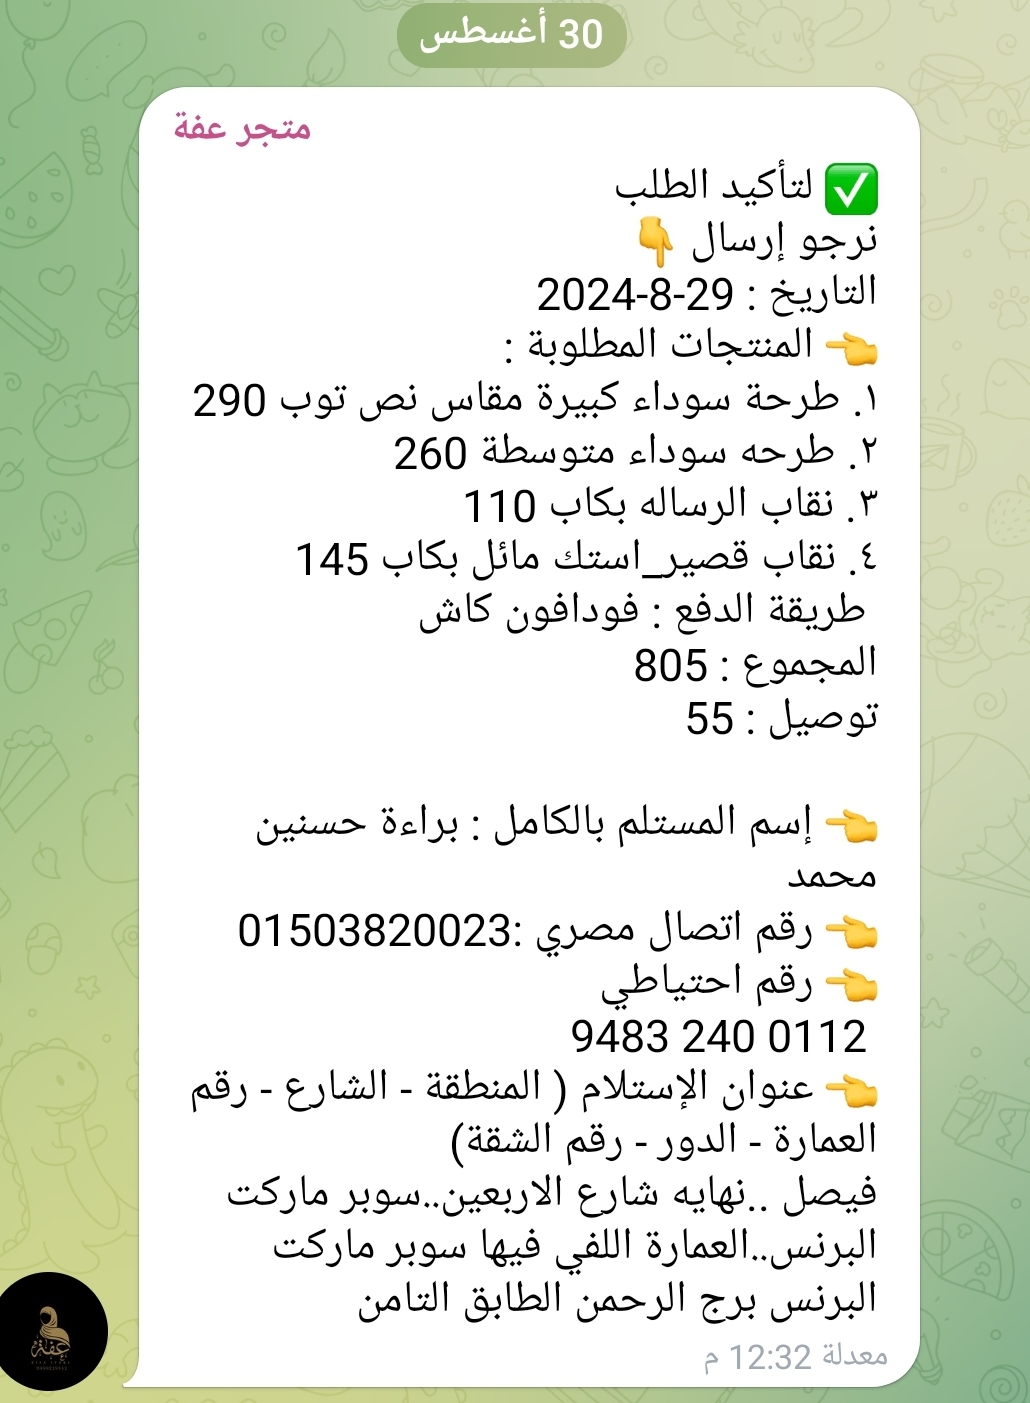 30 أغسطس
متجر عفة
✅ لتأكيد الطلب
نرجو إرسال 👇
التاريخ : 29-8-2024
👈 المنتجات المطلوبة :
١. طرحة سوداء كبيرة مقاس نص توب 290
٢. طرحه سوداء متوسطة 260
٣. نقاب الرساله بكاب 110
٤. نقاب قصير_استك مائل بكاب 145
طريقة الدفع : فودافون كاش
المجموع : 805
توصيل : 55
👈 إسم المستلم بالكامل : براءة حسنين
محمد
👈 رقم اتصال مصري :01503820023
👈 رقم احتياطي
0112 240 9483
👈 عنوان الإستلام ( المنطقة - الشارع - رقم
العمارة - الدور - رقم الشقة)
فيصل ..نهايه شارع الاربعين..سوبر ماركت
البرنس..العمارة اللفي فيها سوبر ماركت
البرنس برج الرحمن الطابق التامن
معدلة 12:32 م
عفة